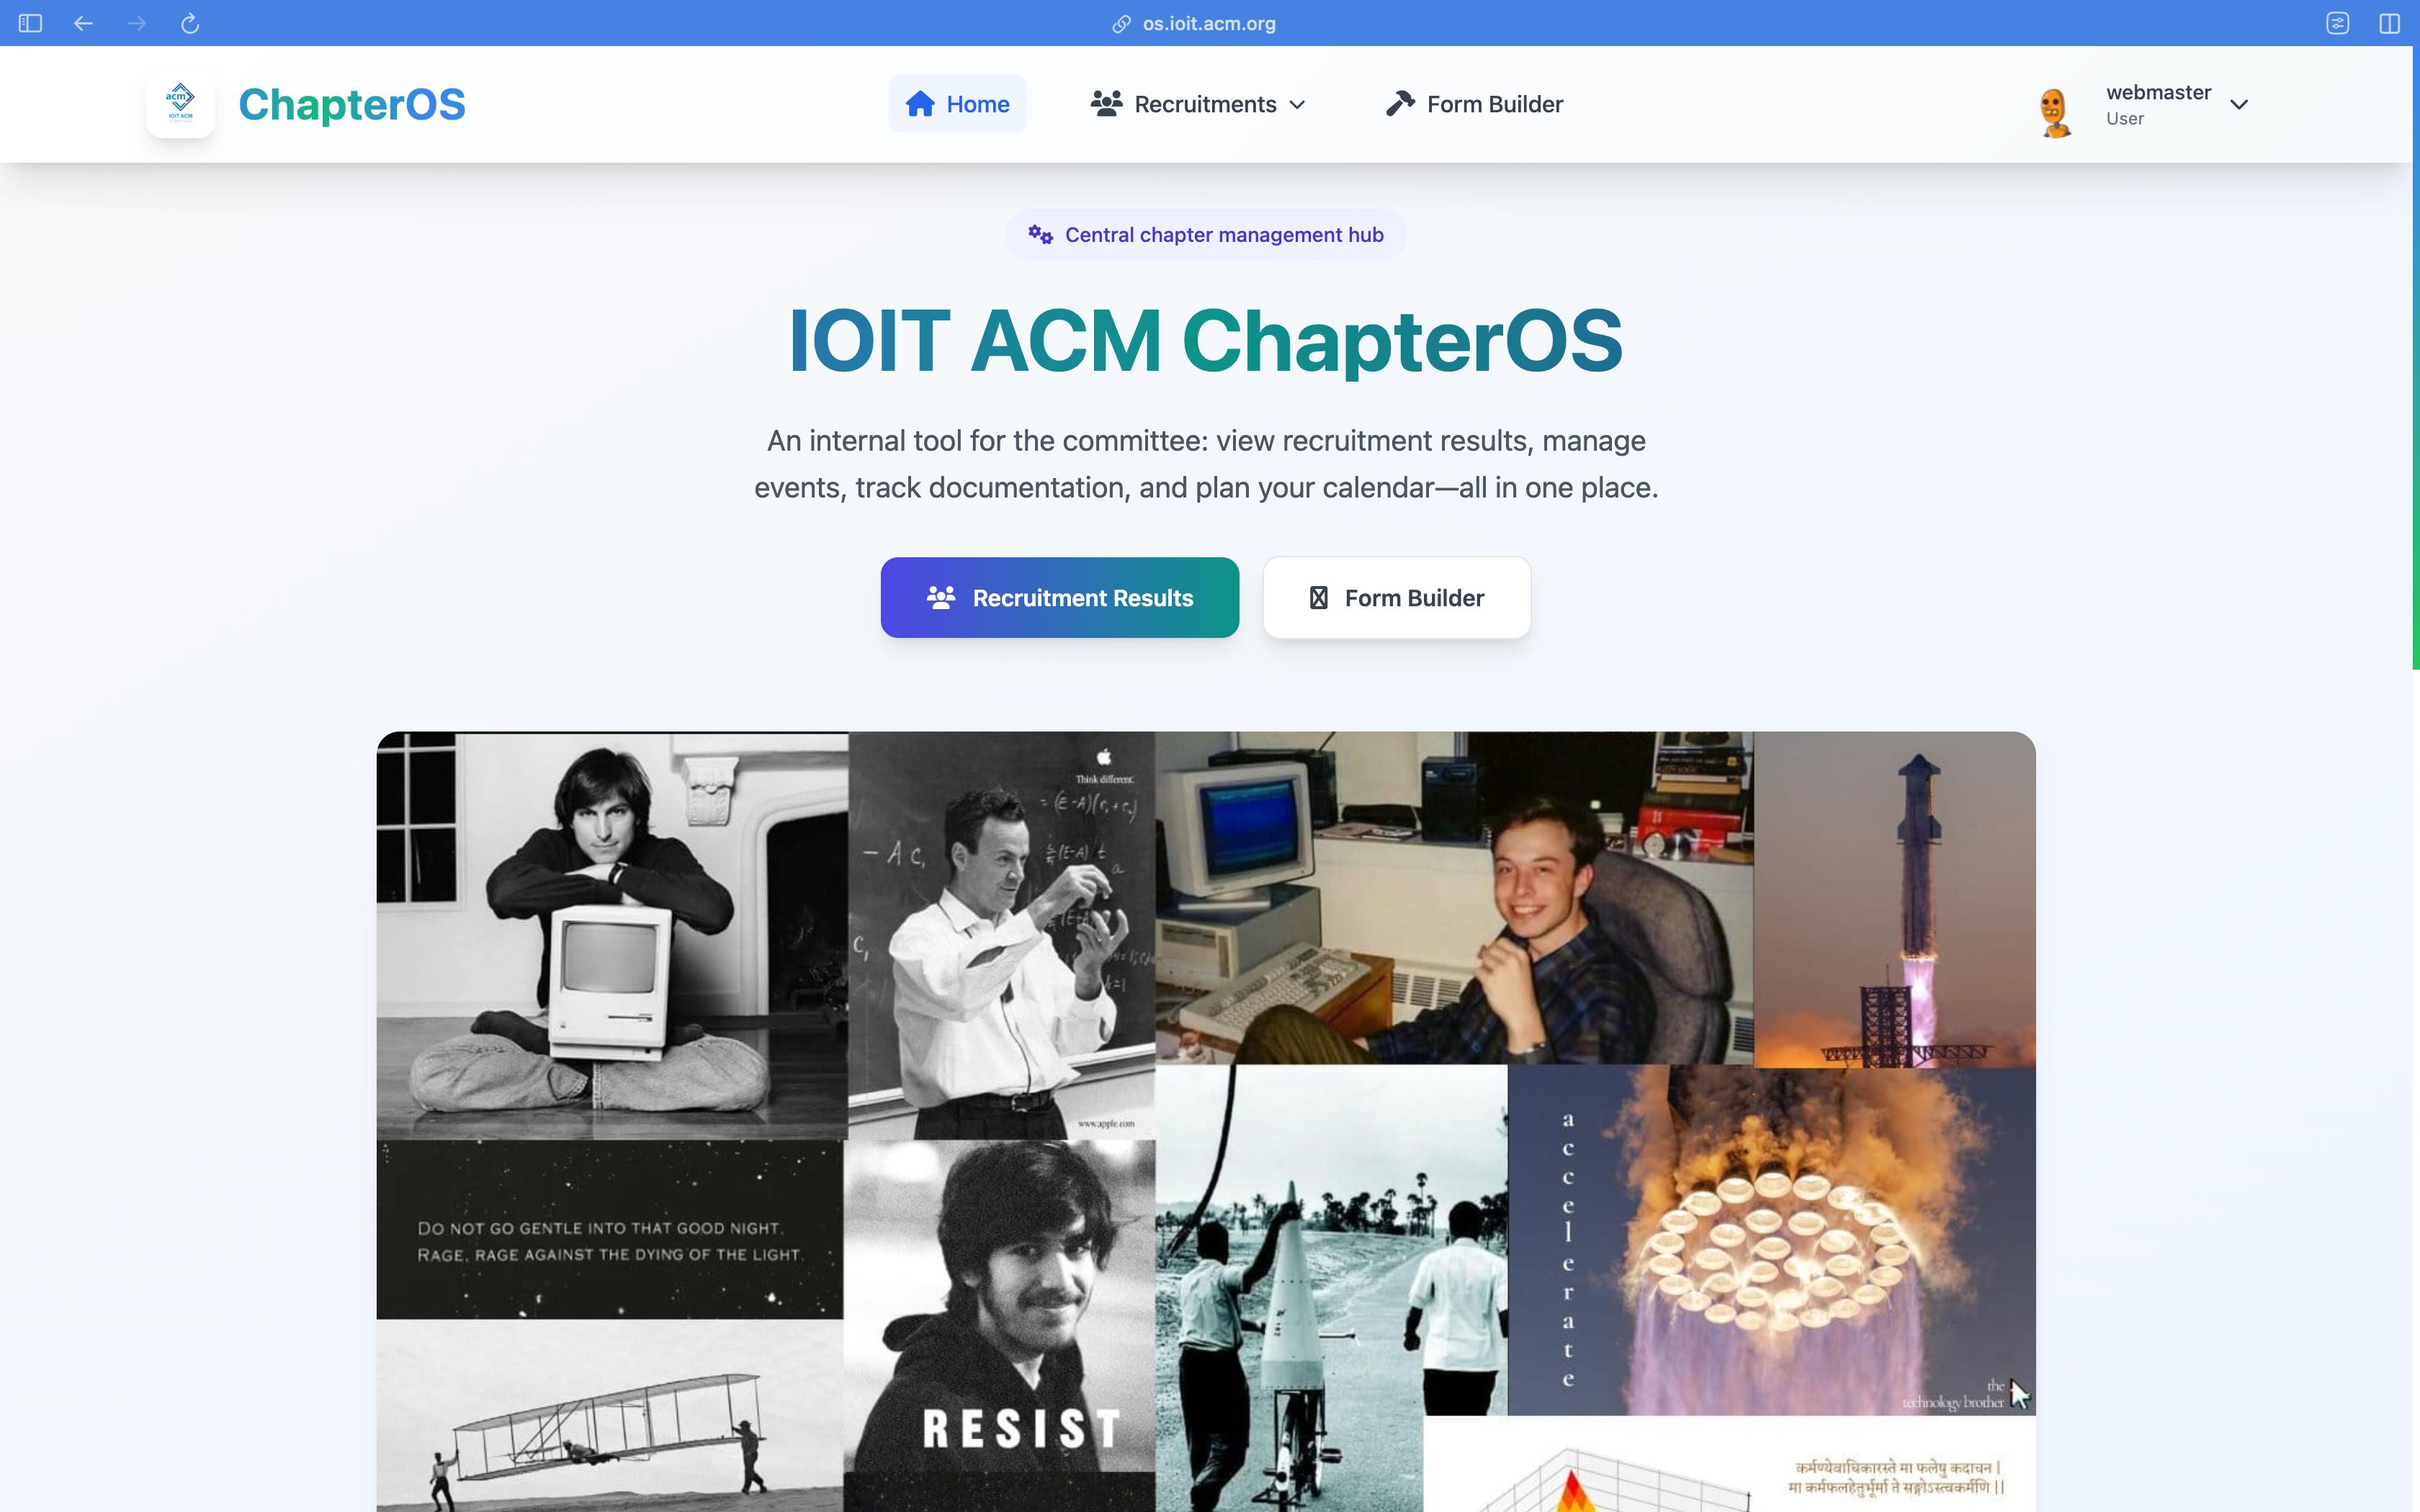 os.ioit.acm.org
acm
IOIT ACM
ChapterOS
Home
Recruitments
Form Builder
webmaster
User
Central chapter management hub
IOIT ACM ChapterOS
An internal tool for the committee: view recruitment results, manage
events, track documentation, and plan your calendar—all in one place.
Recruitment Results
Form Builder
Think different.
= (E-A)(
- A c,
www.apple.com
DO NOT GO GENTLE INTO THAT GOOD NIGHT.
RAGE, RAGE AGAINST THE DYING OF THE LIGHT.
RESIST
accelerate
the
technology brother
कर्मण्येवाधिकारस्ते मा फलेषु कदाचन |
मा कर्मफलहेतुर्भूर्मा ते सङ्गोऽस्त्वकर्मणि ||